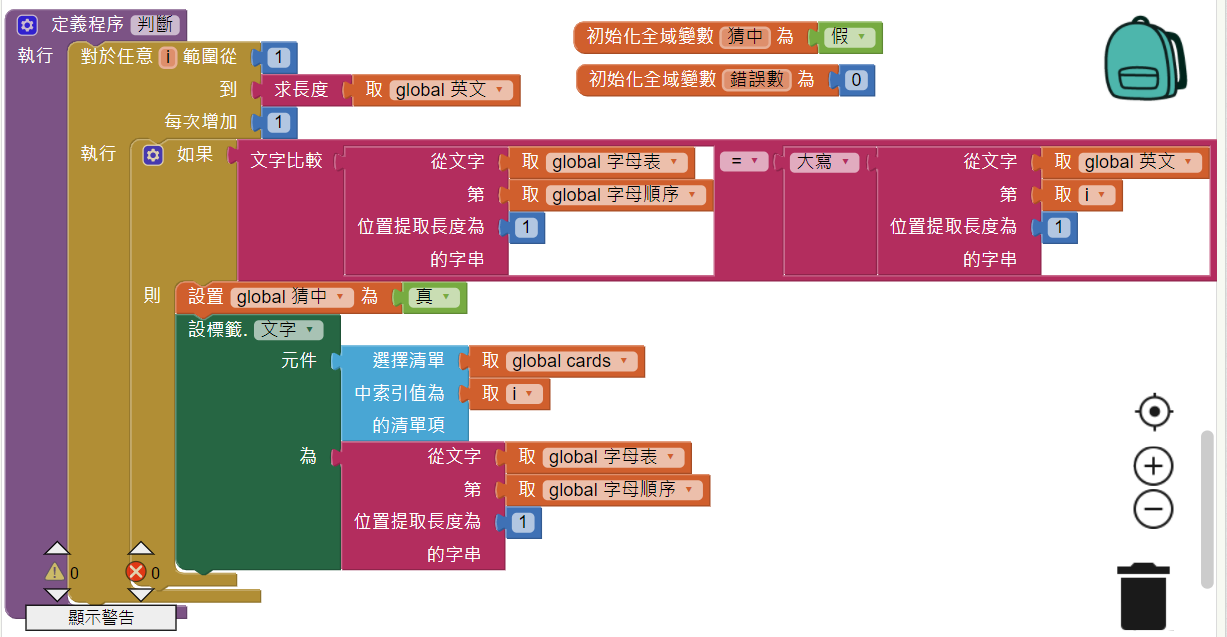 定義程序 判斷
初始化全域變數 猜中 為 假
執行 對於任意 i 範圍從 1
初始化全域變數 錯誤數 為 0
到 求長度 取 global 英文
每次增加 1
執行 如果 文字比較 從文字 取 global 字母表 = 大寫 從文字 取 global 英文
第 取 global 字母順序 第 取 i
位置提取長度為 1 位置提取長度為 1
的字串 的字串
則 設置 global 猜中 為 真
設標籤. 文字
元件 選擇清單 取 global cards
中索引值為 取 i
的清單項
為 從文字 取 global 字母表
第 取 global 字母順序
位置提取長度為 1
的字串
0 0
顯示警告